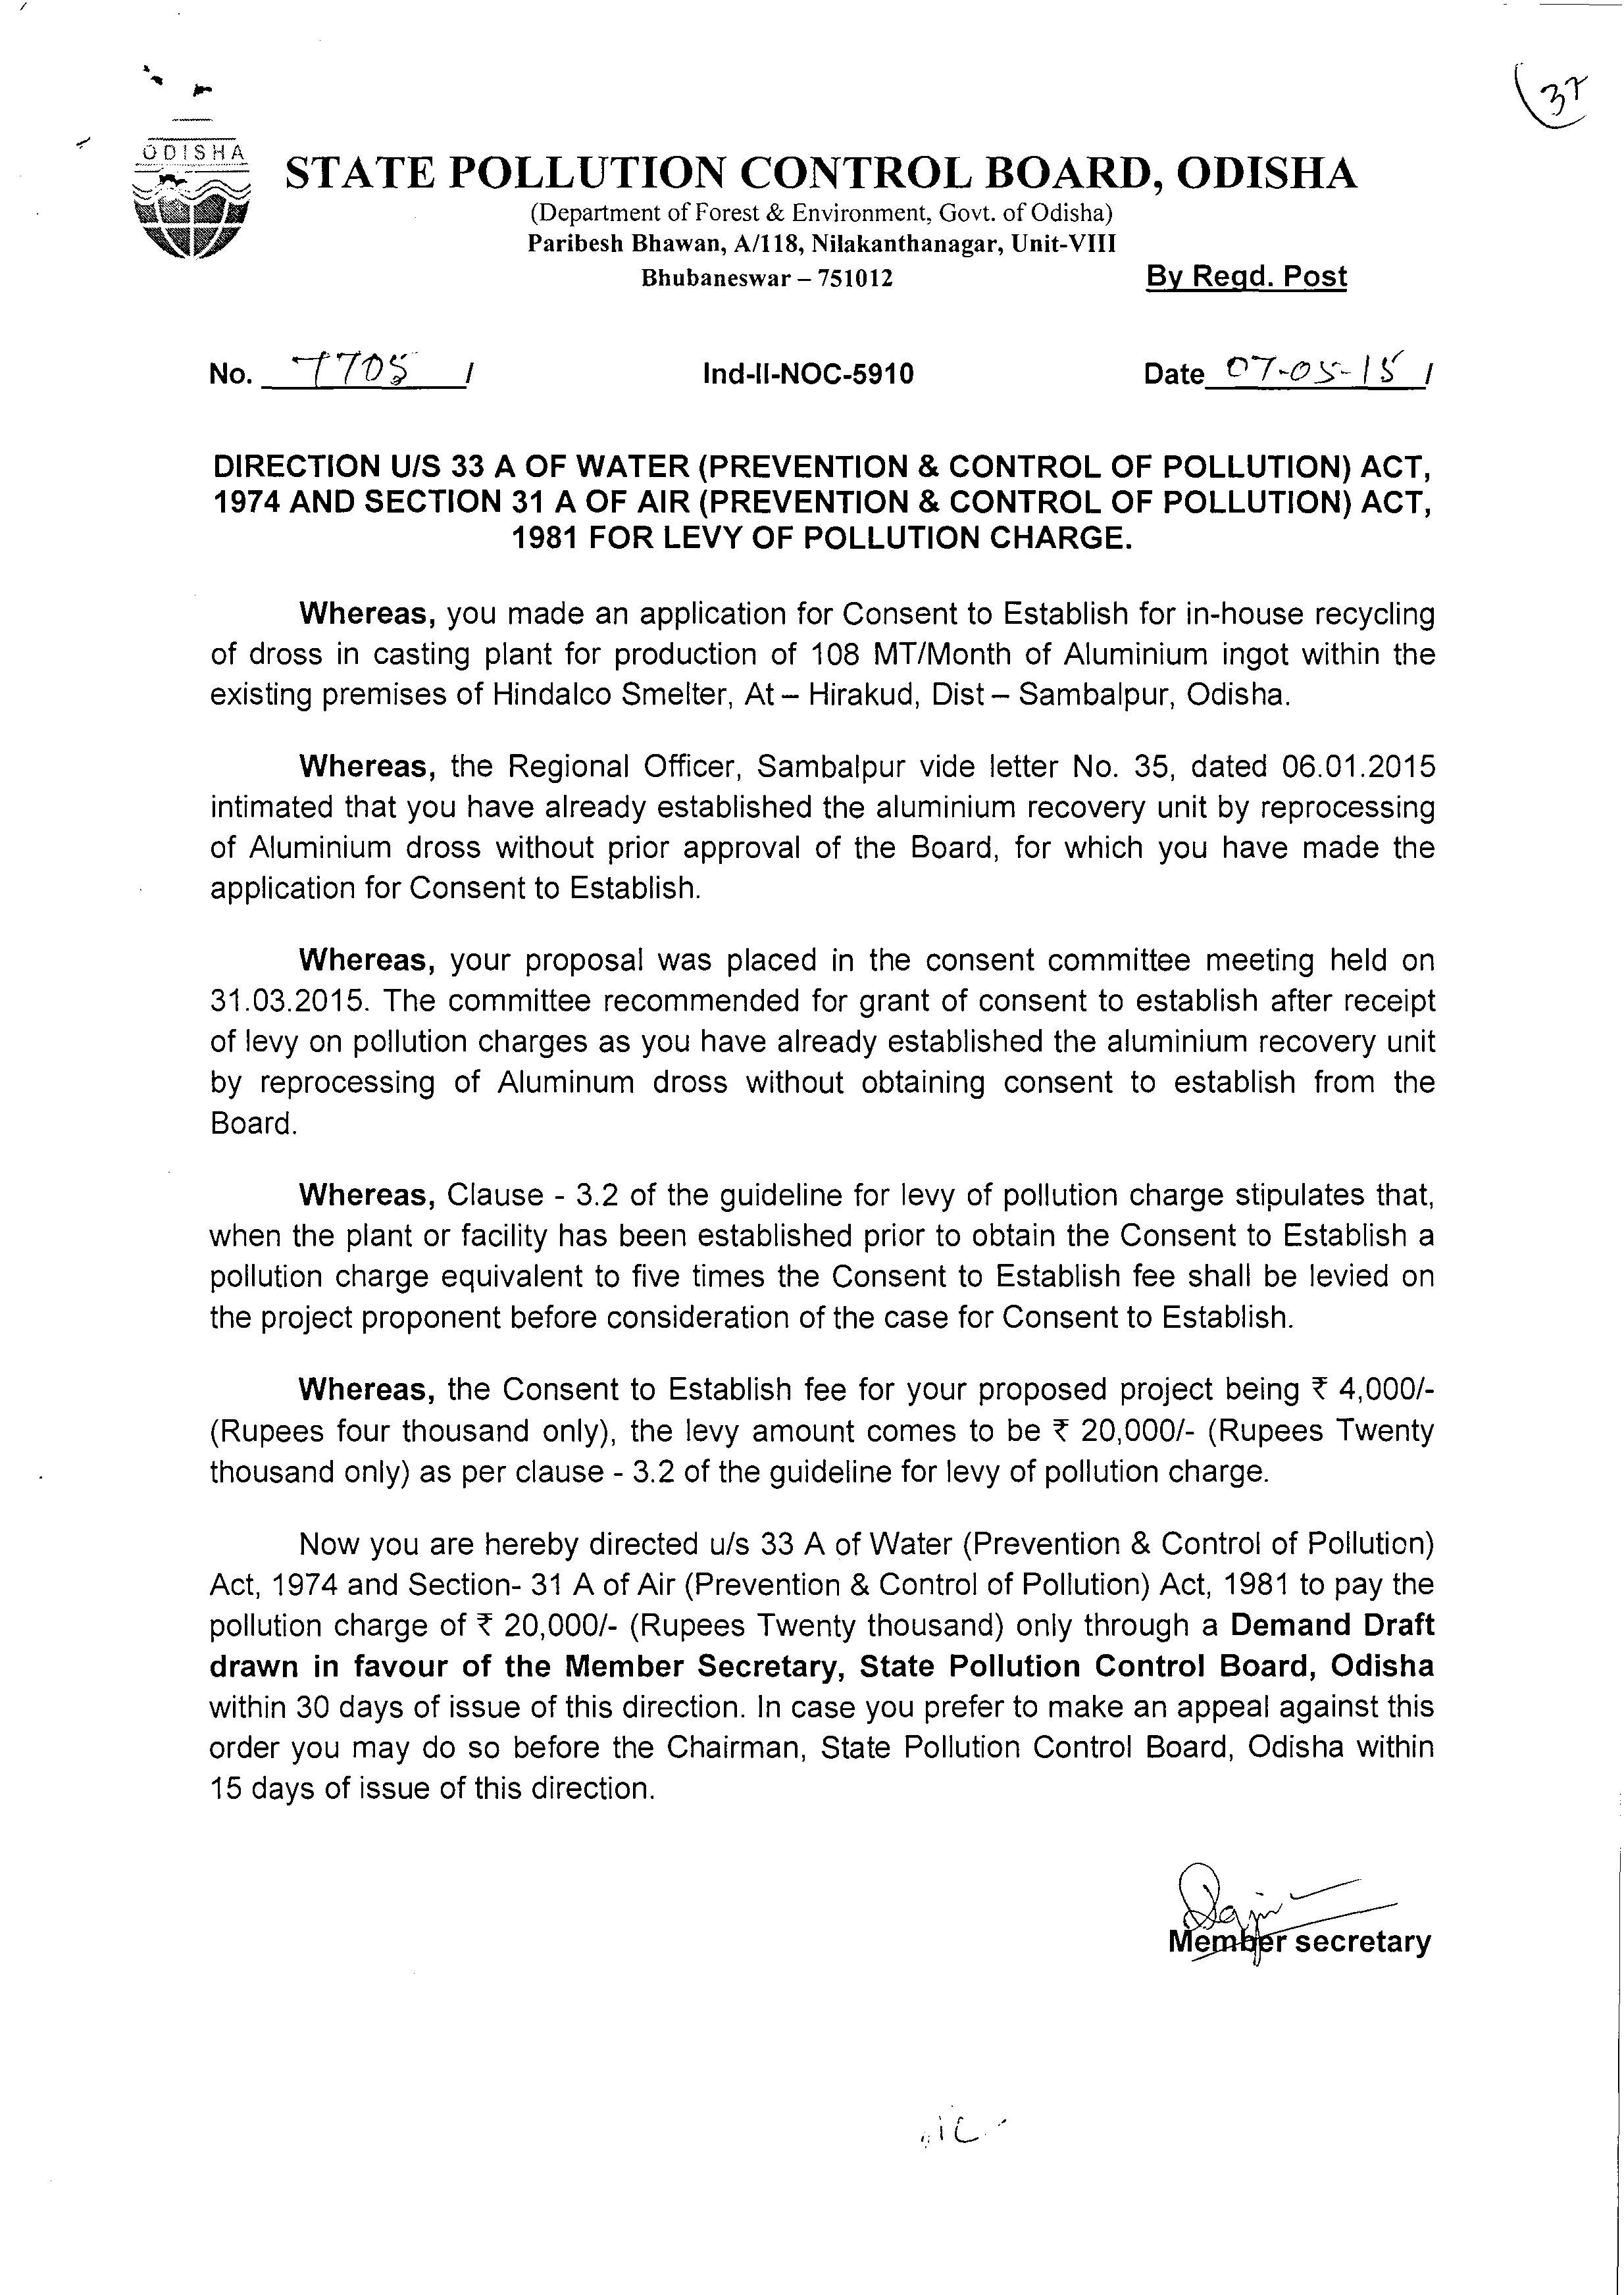 37
ODISHA
STATE POLLUTION CONTROL BOARD, ODISHA
(Department of Forest & Environment, Govt. of Odisha)
Paribesh Bhawan, A/118, Nilakanthanagar, Unit-VIII
Bhubaneswar – 751012 By Regd. Post
No. 7705 / Ind-II-NOC-5910 Date 07-05-15 /
DIRECTION U/S 33 A OF WATER (PREVENTION & CONTROL OF POLLUTION) ACT,
1974 AND SECTION 31 A OF AIR (PREVENTION & CONTROL OF POLLUTION) ACT,
1981 FOR LEVY OF POLLUTION CHARGE.
Whereas, you made an application for Consent to Establish for in-house recycling
of dross in casting plant for production of 108 MT/Month of Aluminium ingot within the
existing premises of Hindalco Smelter, At – Hirakud, Dist – Sambalpur, Odisha.
Whereas, the Regional Officer, Sambalpur vide letter No. 35, dated 06.01.2015
intimated that you have already established the aluminium recovery unit by reprocessing
of Aluminium dross without prior approval of the Board, for which you have made the
application for Consent to Establish.
Whereas, your proposal was placed in the consent committee meeting held on
31.03.2015. The committee recommended for grant of consent to establish after receipt
of levy on pollution charges as you have already established the aluminium recovery unit
by reprocessing of Aluminum dross without obtaining consent to establish from the
Board.
Whereas, Clause - 3.2 of the guideline for levy of pollution charge stipulates that,
when the plant or facility has been established prior to obtain the Consent to Establish a
pollution charge equivalent to five times the Consent to Establish fee shall be levied on
the project proponent before consideration of the case for Consent to Establish.
Whereas, the Consent to Establish fee for your proposed project being ₹ 4,000/-
(Rupees four thousand only), the levy amount comes to be ₹ 20,000/- (Rupees Twenty
thousand only) as per clause - 3.2 of the guideline for levy of pollution charge.
Now you are hereby directed u/s 33 A of Water (Prevention & Control of Pollution)
Act, 1974 and Section- 31 A of Air (Prevention & Control of Pollution) Act, 1981 to pay the
pollution charge of ₹ 20,000/- (Rupees Twenty thousand) only through a Demand Draft
drawn in favour of the Member Secretary, State Pollution Control Board, Odisha
within 30 days of issue of this direction. In case you prefer to make an appeal against this
order you may do so before the Chairman, State Pollution Control Board, Odisha within
15 days of issue of this direction.
Member secretary